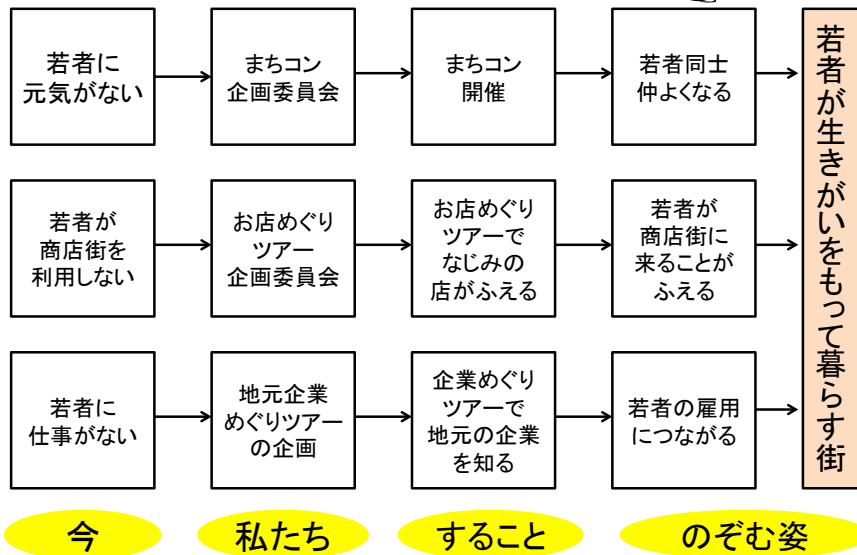 若者に
元気がない
まちコン
企画委員会
まちコン
開催
若者同士
仲よくなる
若者が
商店街を
利用しない
お店めぐり
ツアー
企画委員会
お店めぐり
ツアーで
なじみの
店がふえる
若者が
商店街に
来ることが
ふえる
若者に
仕事がない
地元企業
めぐりツアー
の企画
企業めぐり
ツアーで
地元の企業
を知る
若者の雇用
につながる
若者が生きがいをもって暮らす街
今
私たち
すること
のぞむ姿